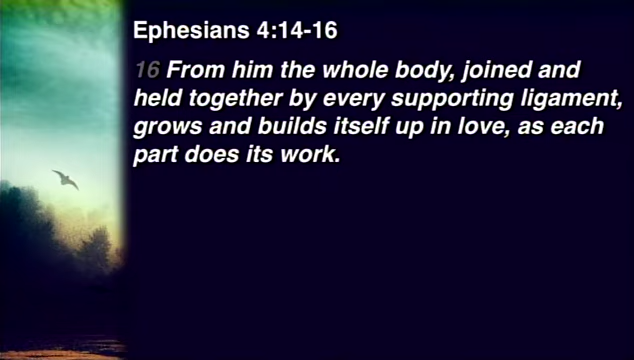 Ephesians 4:14-16
16 From him the whole body, joined and
held together by every supporting ligament,
grows and builds itself up in love, as each
part does its work.